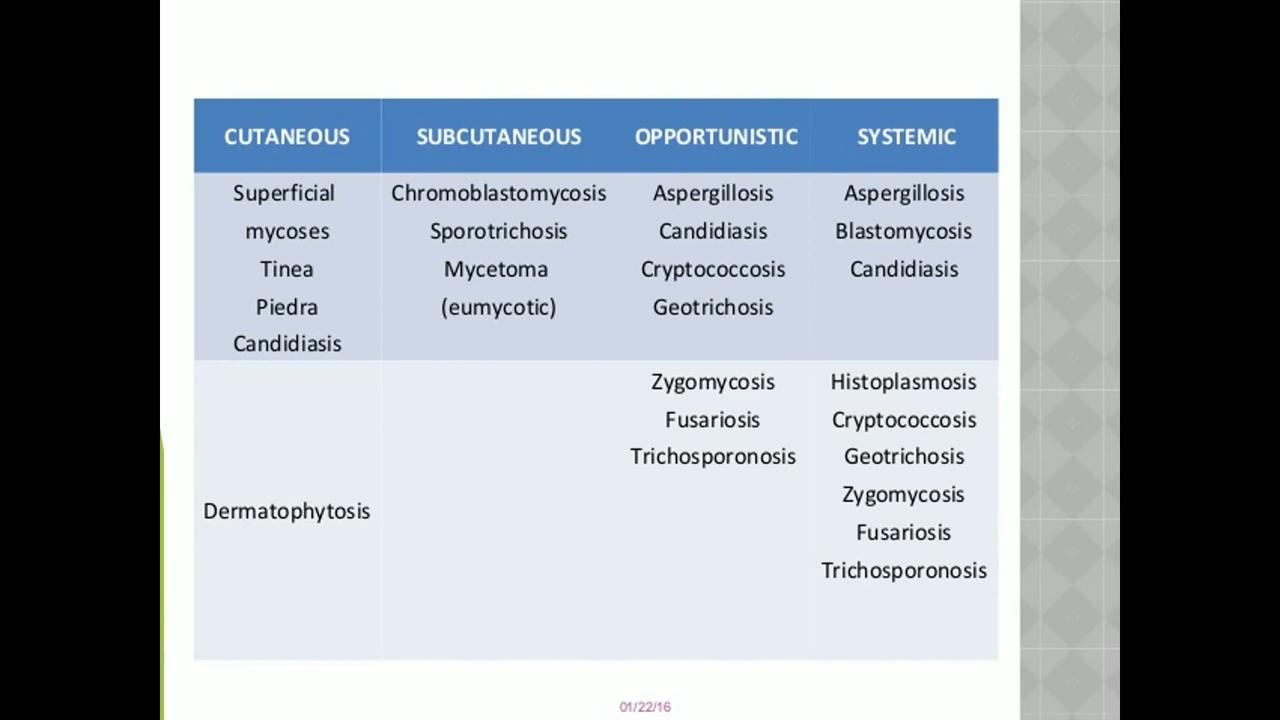 CUTANEOUS
SUBCUTANEOUS
OPPORTUNISTIC
SYSTEMIC
Superficial
mycoses
Tinea
Piedra
Candidiasis
Chromoblastomycosis
Sporotrichosis
Mycetoma
(eumycotic)
Aspergillosis
Candidiasis
Cryptococcosis
Geotrichosis
Aspergillosis
Blastomycosis
Candidiasis
Dermatophytosis
Zygomycosis
Fusariosis
Trichosporonosis
Histoplasmosis
Cryptococcosis
Geotrichosis
Zygomycosis
Fusariosis
Trichosporonosis
01/22/16